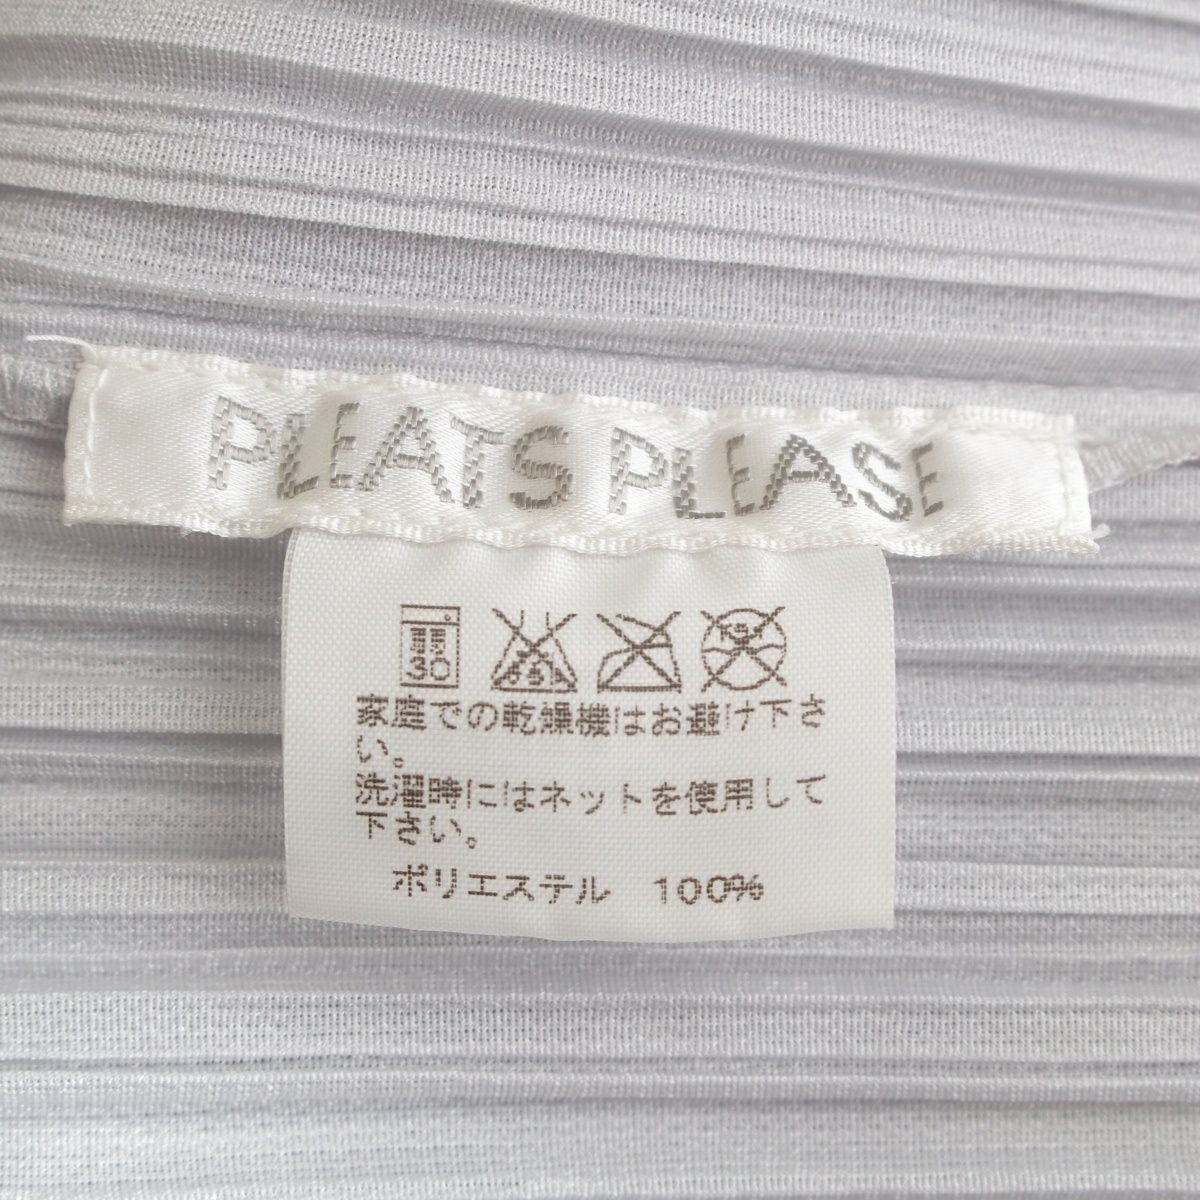 PLEATS PLEASE
30
家庭での乾燥機はお避け下さ
い。
洗濯時にはネットを使用して
下さい。
ポリエステル 100%